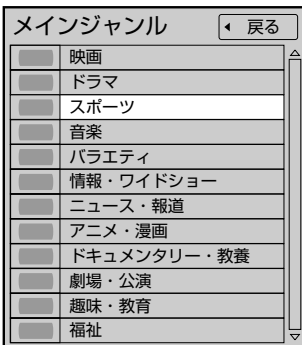 メインジャンル
戻る
映画
ドラマ
スポーツ
音楽
バラエティ
情報・ワイドショー
ニュース・報道
アニメ・漫画
ドキュメンタリー・教養
劇場・公演
趣味・教育
福祉